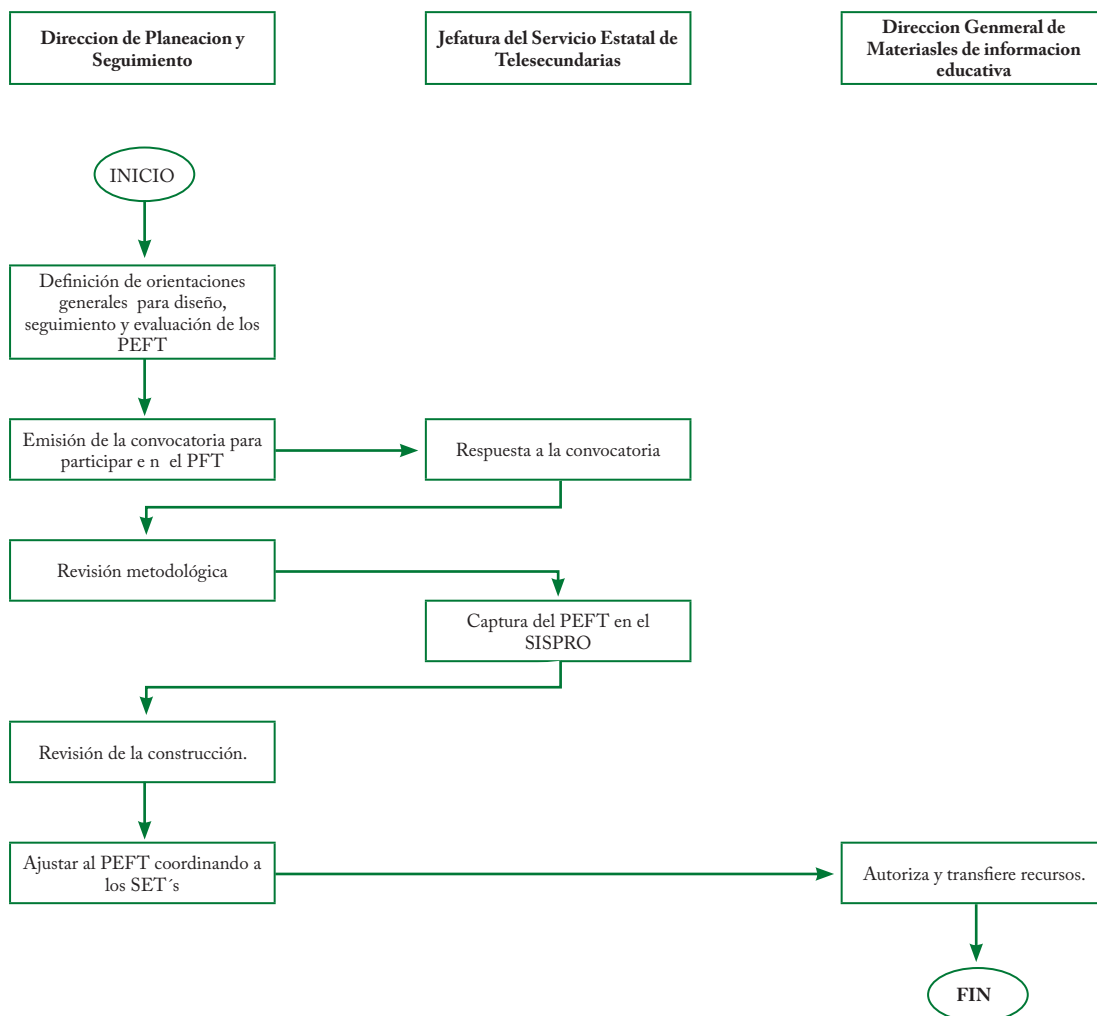 Direccion de Planeacion y
Seguimiento
Jefatura del Servicio Estatal de
Telesecundarias
Direccion Genmeral de
Materiasles de informacion
educativa
INICIO
Definición de orientaciones
generales para diseño,
seguimiento y evaluación de los
PEFT
Emisión de la convocatoria para
participar e n el PFT
Respuesta a la convocatoria
Revisión metodológica
Captura del PEFT en el
SISPRO
Revisión de la construcción.
Ajustar al PEFT coordinando a
los SET´s
Autoriza y transfiere recursos.
FIN